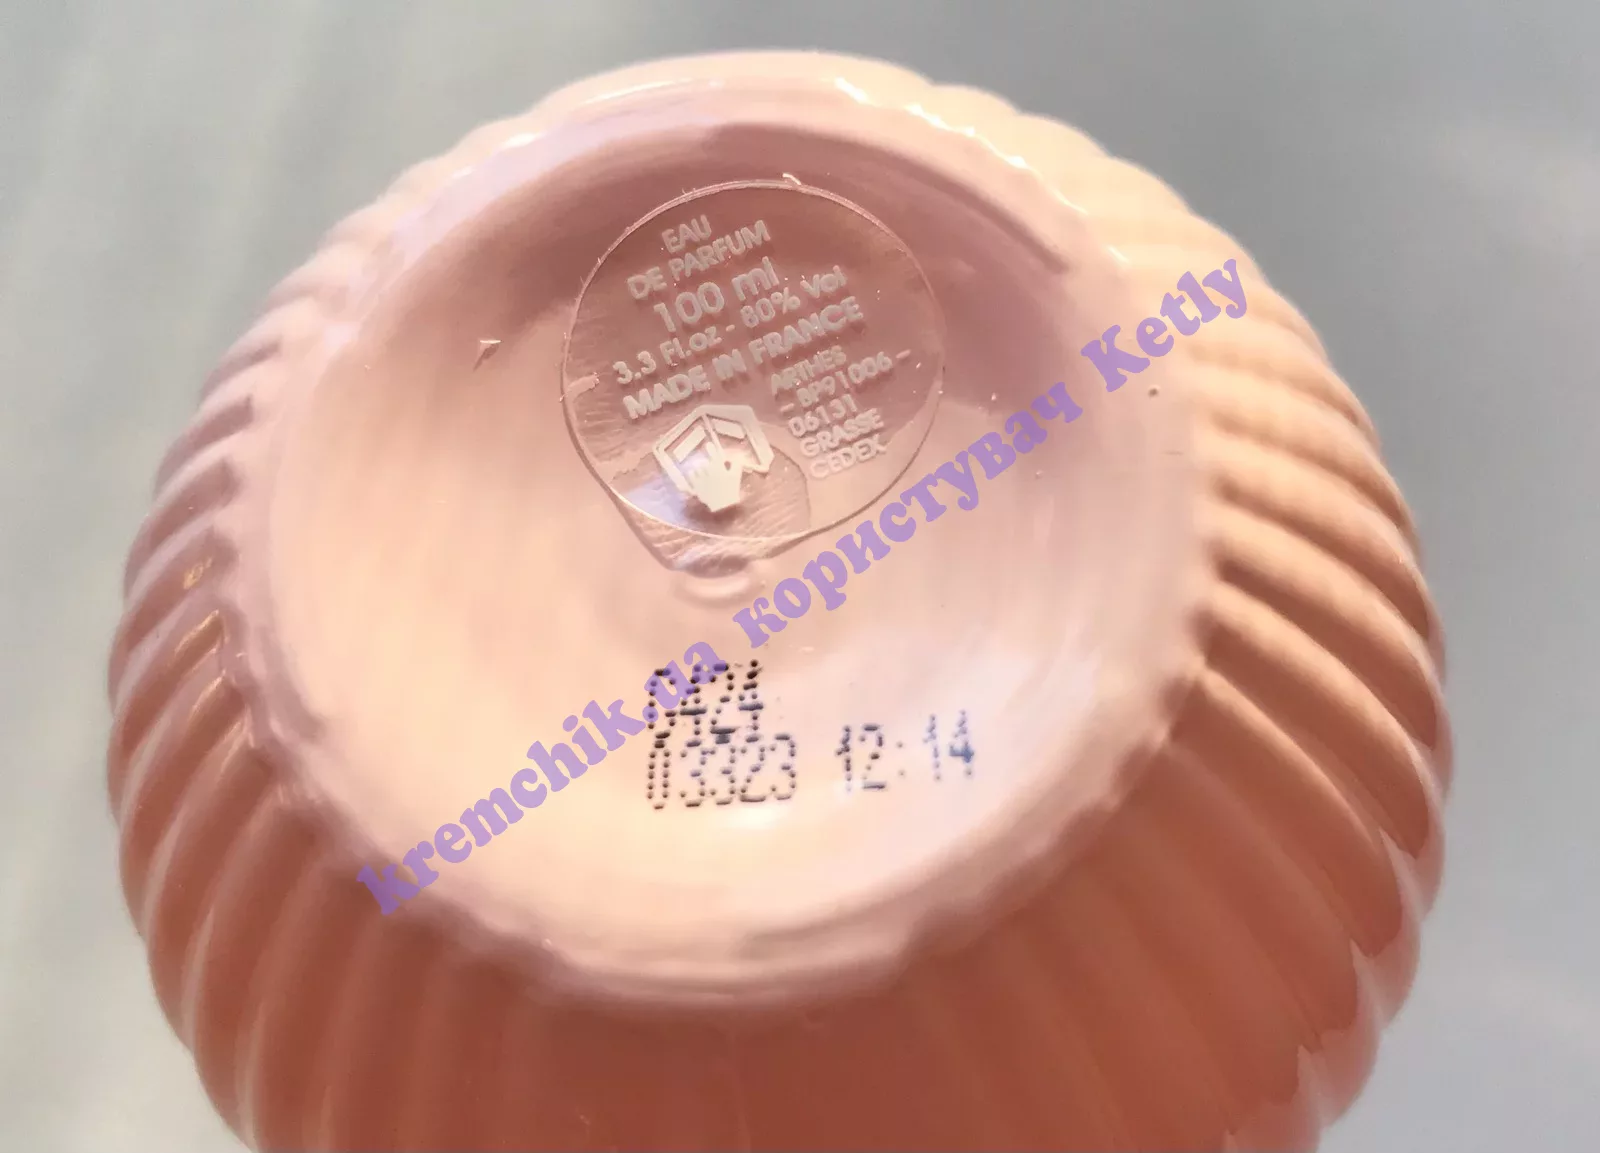 EAU
DE PARFUM
100 ml
3.3 Fl.oz - 80% Vol
MADE IN FRANCE
ARTHES
- BP91006 -
06131
GRASSE
CEDEX
kremchik.ua користувач Ketly
03323 12:14